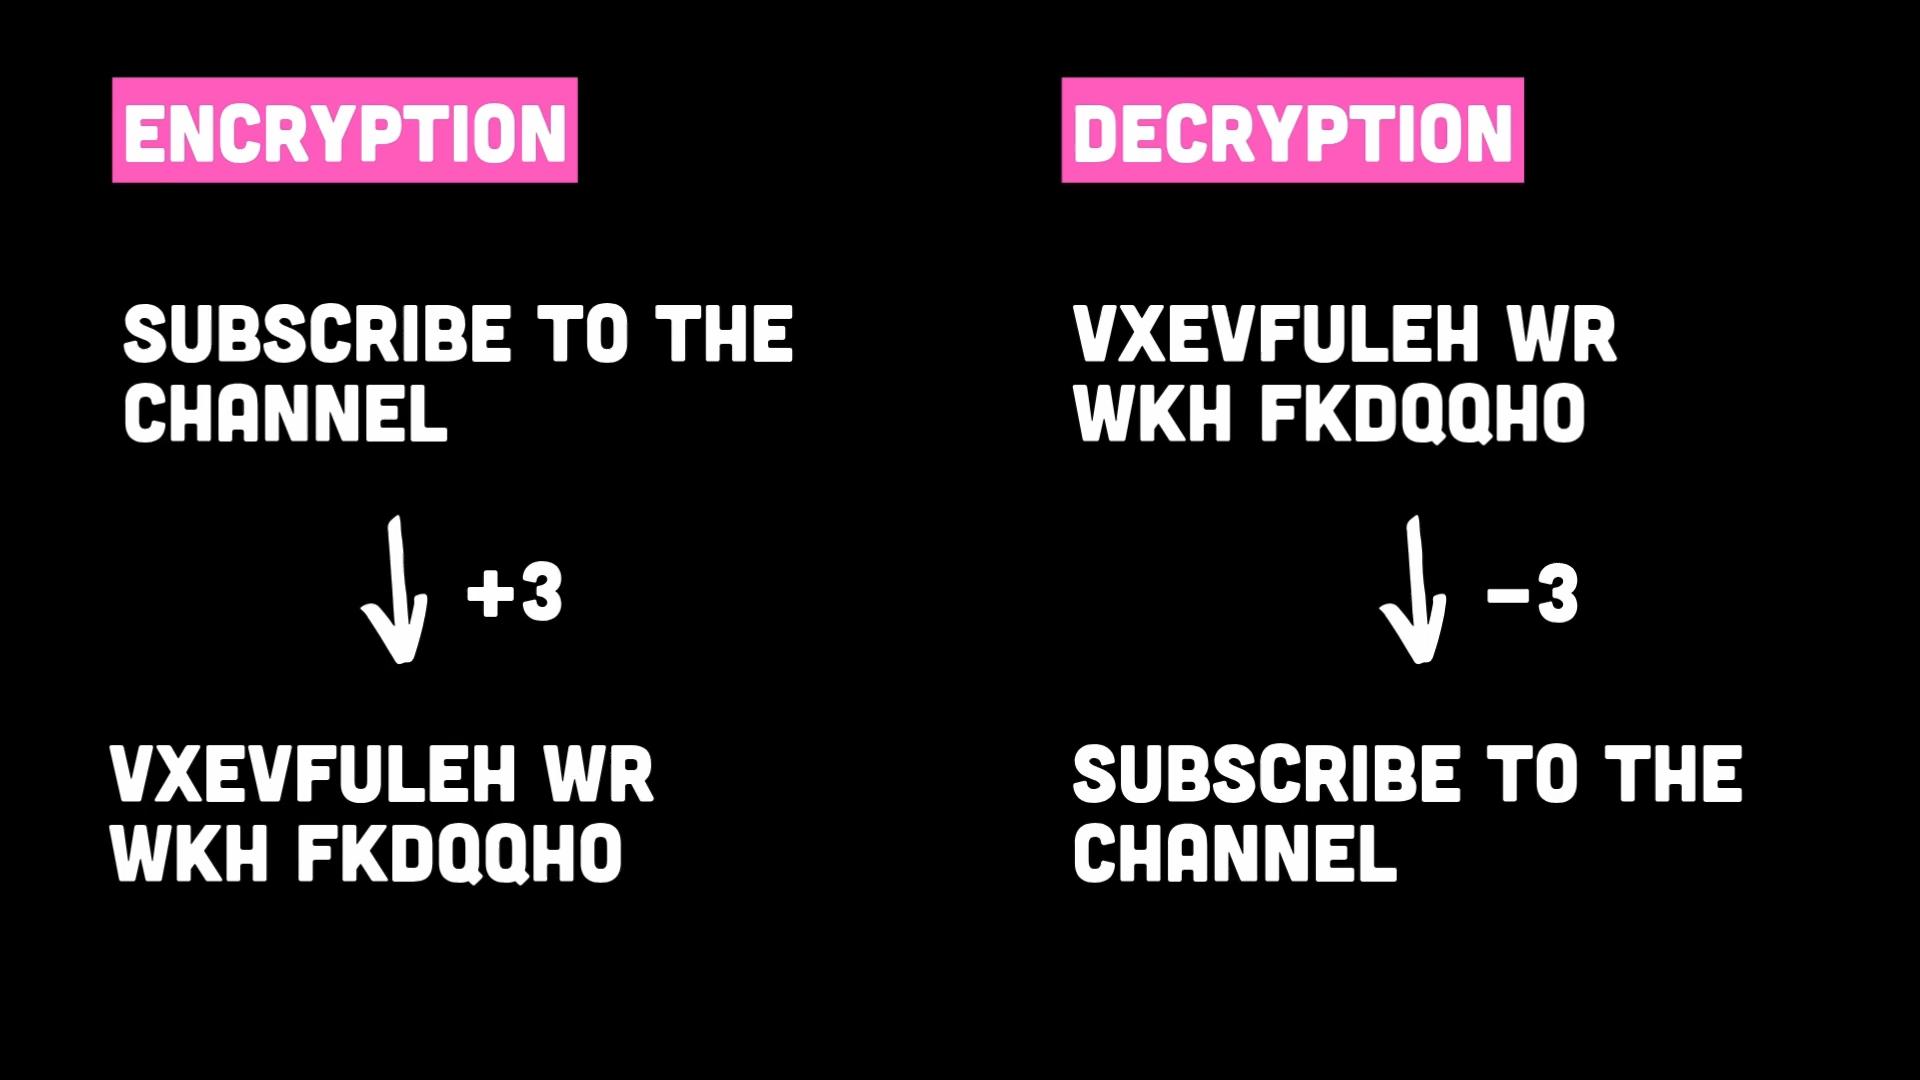 ENCRYPTION
SUBSCRIBE TO THE
CHANNEL
+3
VXEVFULEH WR
WKH FKDQQHO
DECRYPTION
VXEVFULEH WR
WKH FKDQQHO
-3
SUBSCRIBE TO THE
CHANNEL